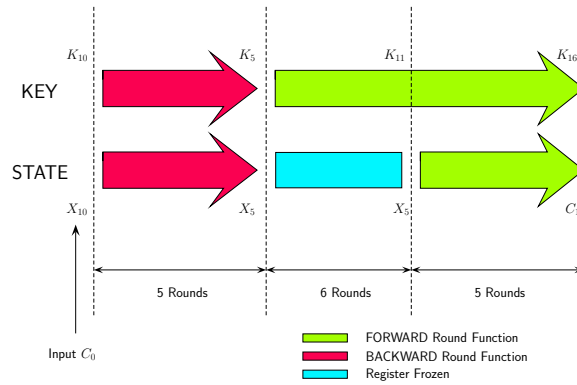 K10 K5 K11 K16
KEY
STATE
X10 X5 X5
5 Rounds 6 Rounds 5 Rounds
Input C0
FORWARD Round Function
BACKWARD Round Function
Register Frozen